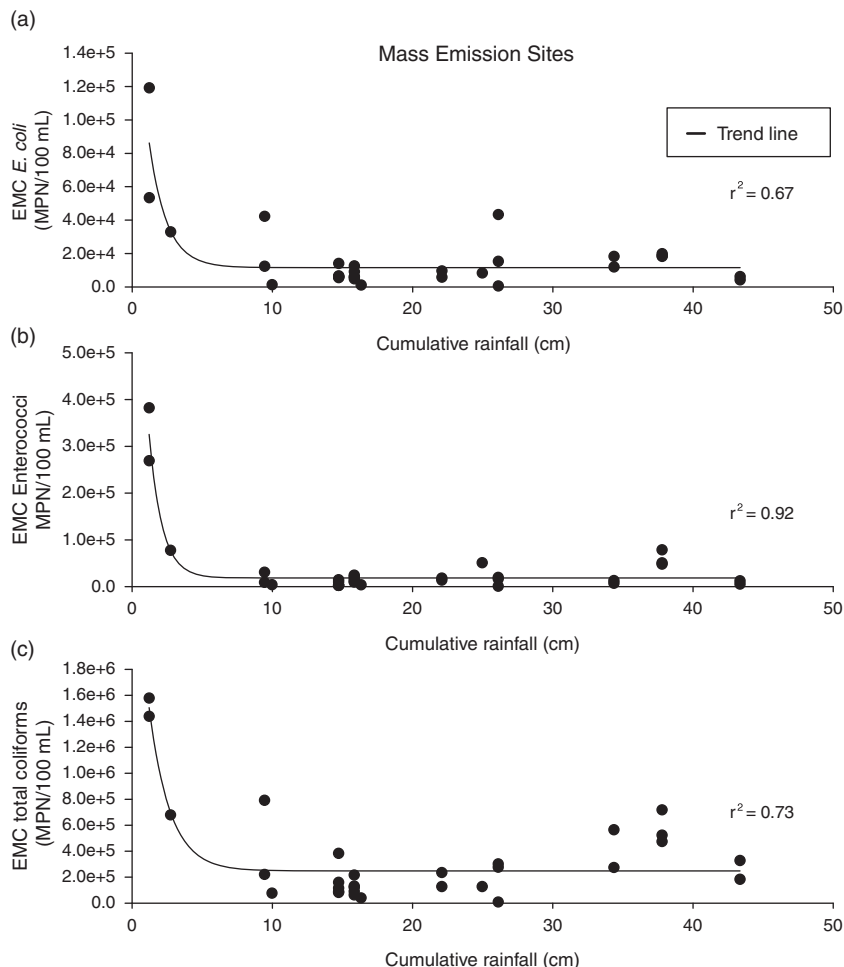 (a)
Mass Emission Sites
1.4e+5
1.2e+5
1.0e+5
8.0e+4
6.0e+4
4.0e+4
2.0e+4
0.0
EMC E. coli
(MPN/100 mL)
Trend line
r² = 0.67
0 10 20 30 40 50
Cumulative rainfall (cm)
(b)
5.0e+5
4.0e+5
3.0e+5
2.0e+5
1.0e+5
0.0
EMC Enterococci
MPN/100 mL)
r² = 0.92
0 10 20 30 40 50
Cumulative rainfall (cm)
(c)
1.8e+6
1.6e+6
1.4e+6
1.2e+6
1.0e+6
8.0e+5
6.0e+5
4.0e+5
2.0e+5
0.0
EMC total coliforms
(MPN/100 mL)
r² = 0.73
0 10 20 30 40 50
Cumulative rainfall (cm)